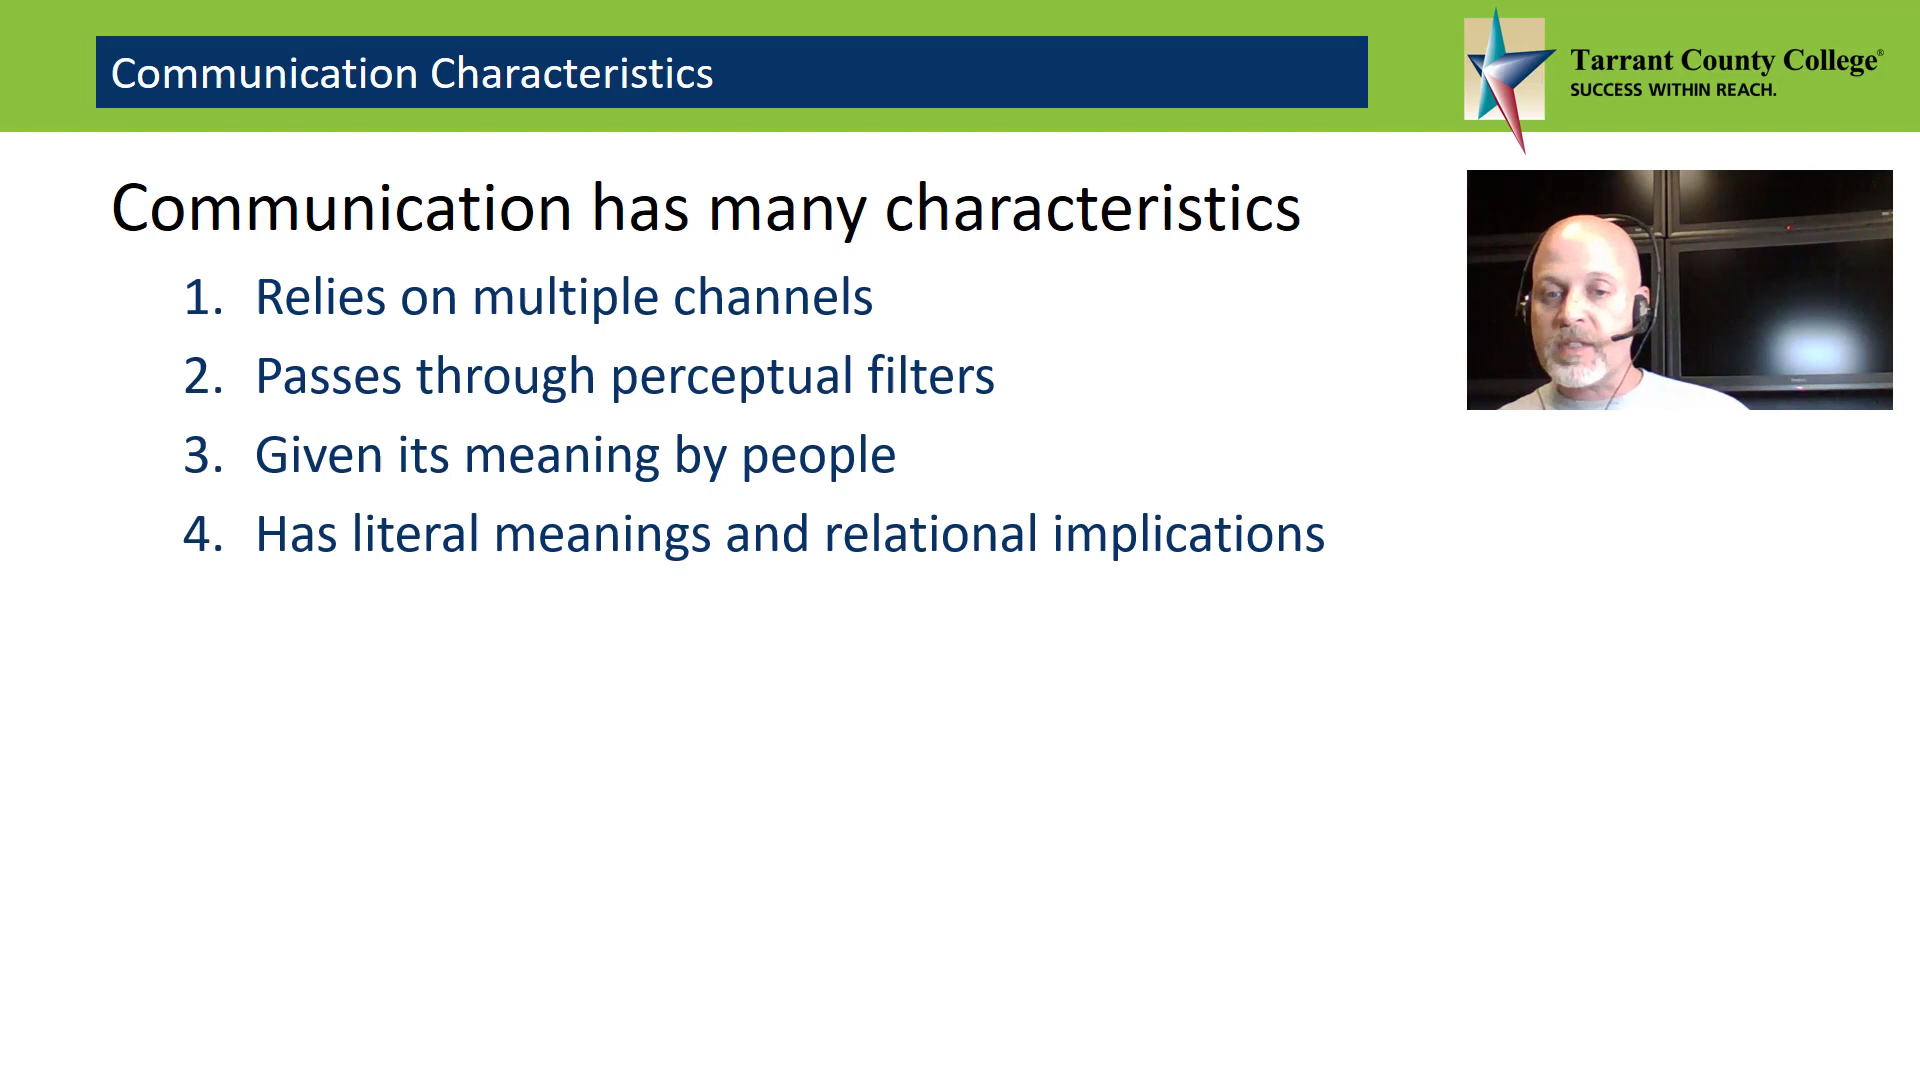 Communication Characteristics
Tarrant County College®
SUCCESS WITHIN REACH.
Communication has many characteristics
1. Relies on multiple channels
2. Passes through perceptual filters
3. Given its meaning by people
4. Has literal meanings and relational implications